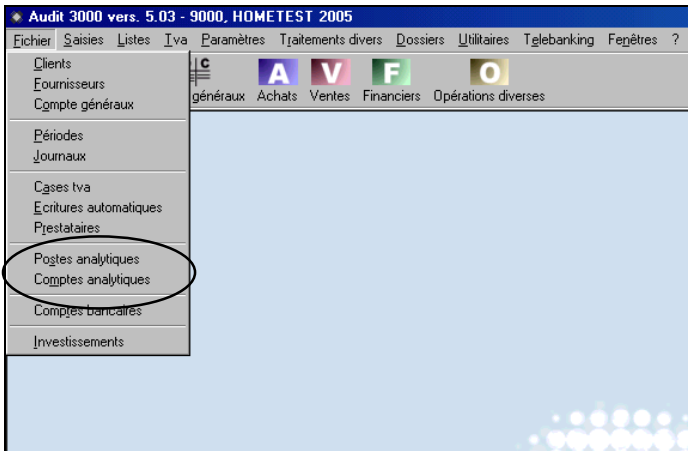 Audit 3000 vers. 5.03 - 9000, HOMETEST 2005
Fichier Saisies Listes Tva Paramètres Traitements divers Dossiers Utilitaires Telebanking Fenêtres ?
C
A V F O
généraux Achats Ventes Financiers Opérations diverses
Clients
Fournisseurs
Compte généraux
Périodes
Journaux
Cases tva
Ecritures automatiques
Prestataires
Postes analytiques
Comptes analytiques
Comptes bancaires
Investissements